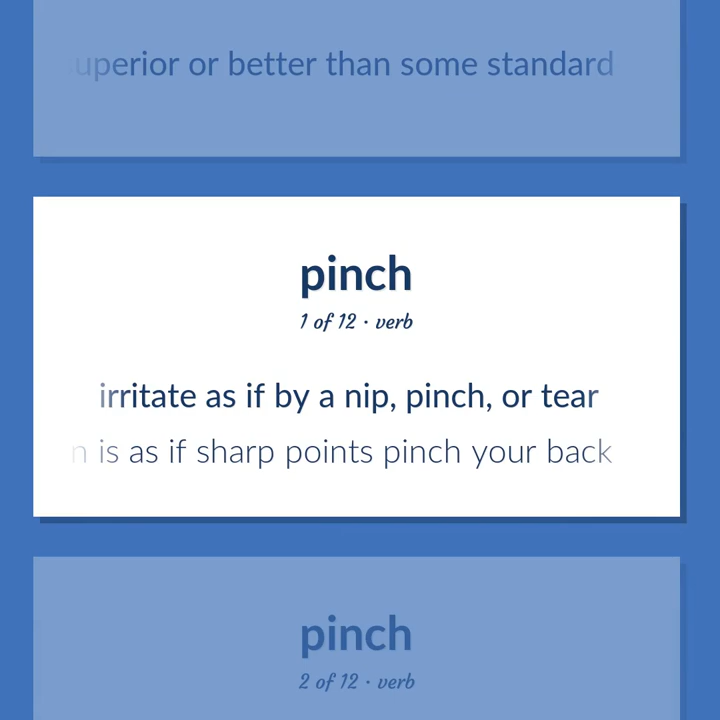 superior or better than some standard
pinch
1 of 12 · verb
irritate as if by a nip, pinch, or tear
n is as if sharp points pinch your back
pinch
2 of 12 · verb